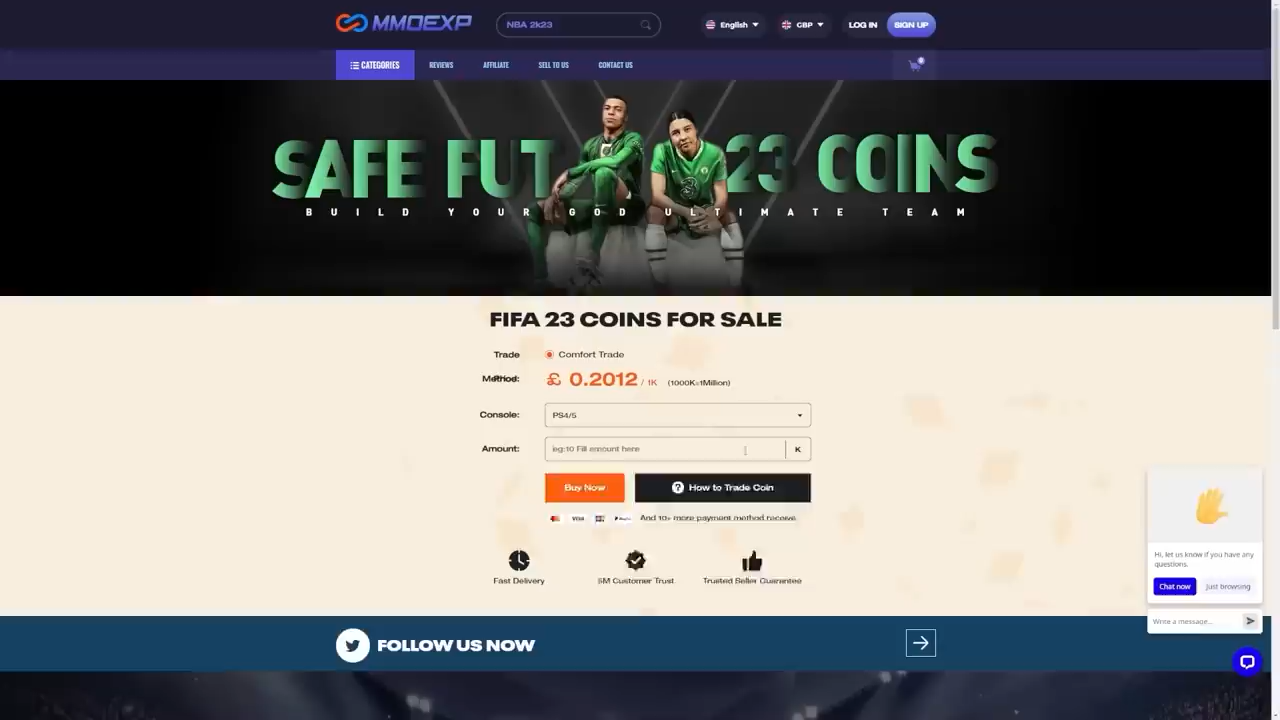 MMOEXP
NBA 2k23
English
GBP
LOG IN
SIGN UP
CATEGORIES
REVIEWS
AFFILIATE
SELL TO US
CONTACT US
0
SAFE FUT 23 COINS
BUILD YOUR GOD ULTIMATE TEAM
FIFA 23 COINS FOR SALE
Trade
Comfort Trade
£ 0.2012 / 1K (1000K=1Million)
Console:
PS4/5
Amount:
eg:10 Fill amount here
K
Buy Now
How to Trade Coin
VISA
PayPal
And 10+ more payment method receive
Fast Delivery
5M Customer Trust
Trusted Seller Guarantee
Hi, let us know if you have any
questions.
Chat now
Just browsing
Write a message...
FOLLOW US NOW